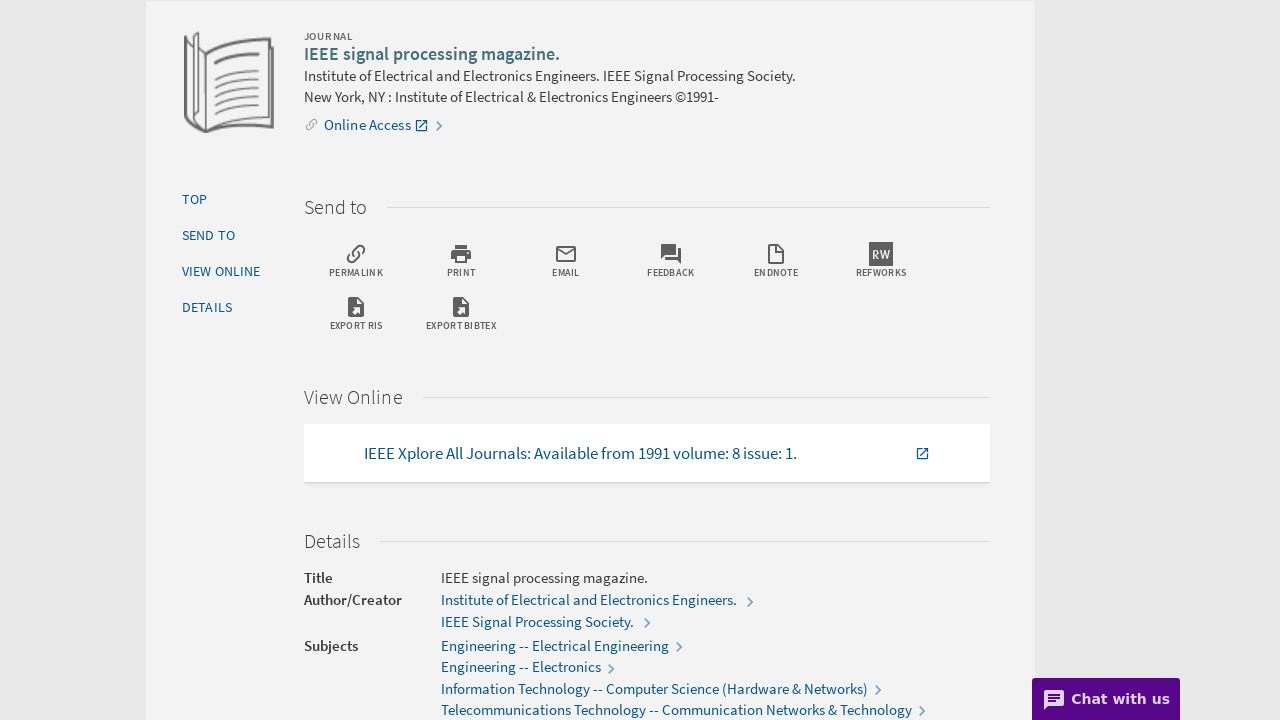 JOURNAL
IEEE signal processing magazine.
Institute of Electrical and Electronics Engineers. IEEE Signal Processing Society.
New York, NY : Institute of Electrical & Electronics Engineers ©1991-
Online Access
TOP
SEND TO
VIEW ONLINE
DETAILS
Send to
PERMALINK
PRINT
EMAIL
FEEDBACK
ENDNOTE
RW
REFWORKS
EXPORT RIS
EXPORT BIBTEX
View Online
IEEE Xplore All Journals: Available from 1991 volume: 8 issue: 1.
Details
Title IEEE signal processing magazine.
Author/Creator Institute of Electrical and Electronics Engineers.
IEEE Signal Processing Society.
Subjects Engineering -- Electrical Engineering
Engineering -- Electronics
Information Technology -- Computer Science (Hardware & Networks)
Telecommunications Technology -- Communication Networks & Technology
Chat with us